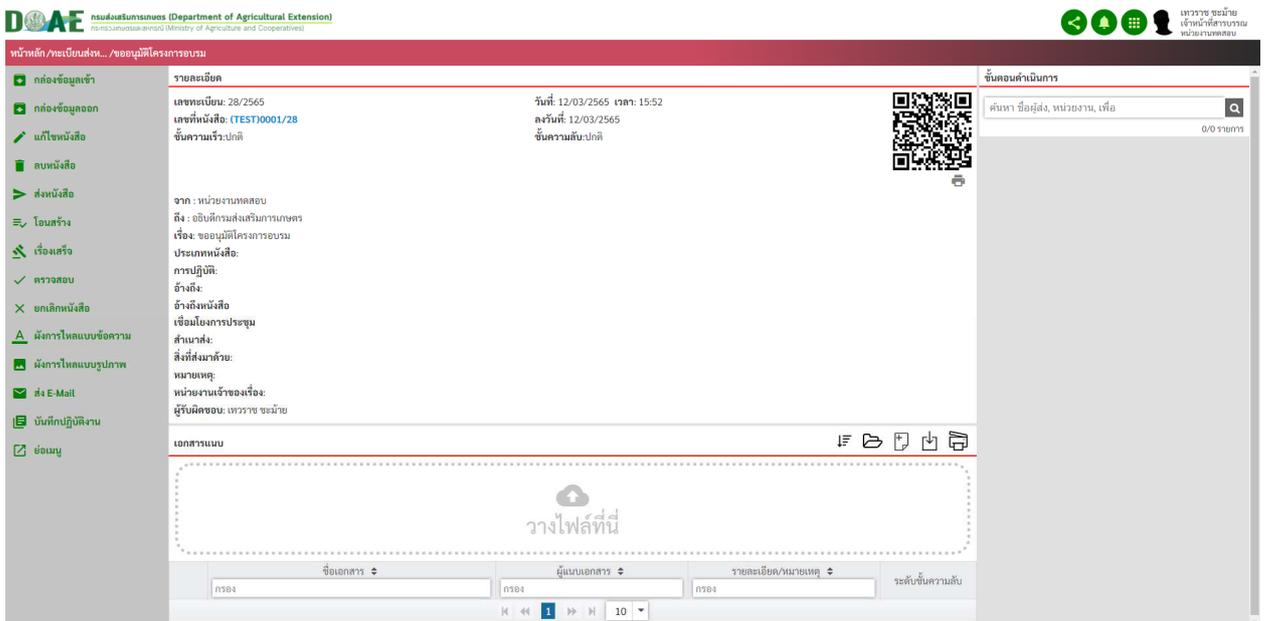 DOAE กรมส่งเสริมการเกษตร (Department of Agricultural Extension)
กระทรวงเกษตรและสหกรณ์ (Ministry of Agriculture and Cooperatives)
เทวราช ชะม้าย
เจ้าหน้าที่สารบรรณ
หน่วยงานทดสอบ
หน้าหลัก/ทะเบียนส่งห... /ขออนุมัติโครงการอบรม
กล่องข้อมูลเข้า
กล่องข้อมูลออก
แก้ไขหนังสือ
ลบหนังสือ
ส่งหนังสือ
โอนสร้าง
เรื่องเสร็จ
ตรวจสอบ
ยกเลิกหนังสือ
ผังการไหลแบบข้อความ
ผังการไหลแบบรูปภาพ
ส่ง E-Mail
บันทึกปฏิบัติงาน
ย่อเมนู
รายละเอียด
เลขทะเบียน: 28/2565 วันที่: 12/03/2565 เวลา: 15:52
เลขที่หนังสือ: (TEST)0001/28 ลงวันที่: 12/03/2565
ชั้นความเร็ว:ปกติ ชั้นความลับ:ปกติ
จาก : หน่วยงานทดสอบ
ถึง : อธิบดีกรมส่งเสริมการเกษตร
เรื่อง: ขออนุมัติโครงการอบรม
ประเภทหนังสือ:
การปฏิบัติ:
อ้างถึง:
อ้างถึงหนังสือ
เชื่อมโยงการประชุม
สำเนาส่ง:
สิ่งที่ส่งมาด้วย:
หมายเหตุ:
หน่วยงานเจ้าของเรื่อง:
ผู้รับผิดชอบ: เทวราช ชะม้าย
เอกสารแนบ
วางไฟล์ที่นี่
ชื่อเอกสาร ผู้แนบเอกสาร รายละเอียด/หมายเหตุ ระดับชั้นความลับ
กรอง กรอง กรอง
1 10
ขั้นตอนดำเนินการ
ค้นหา ชื่อผู้ส่ง, หน่วยงาน, เพื่อ
0/0 รายการ